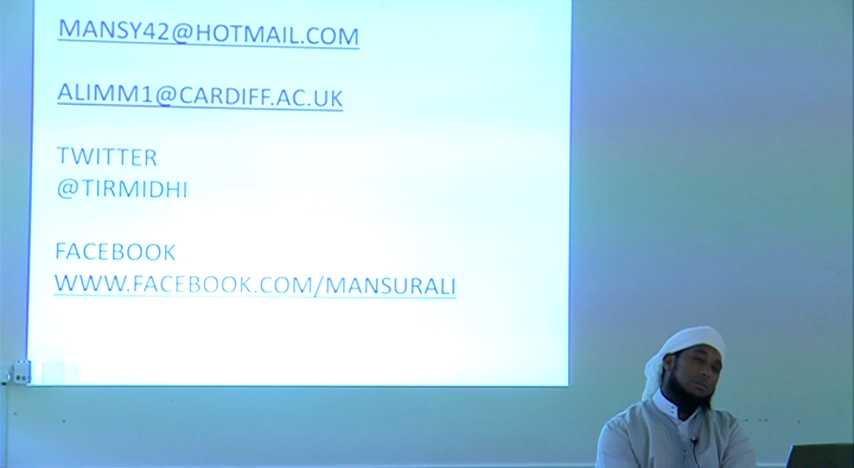 MANSY42@HOTMAIL.COM
ALIMM1@CARDIFF.AC.UK
TWITTER
@TIRMIDHI
FACEBOOK
WWW.FACEBOOK.COM/MANSURALI